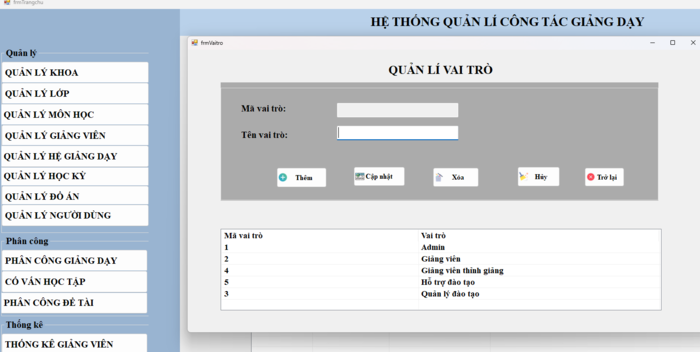 frmTrangchu
HỆ THỐNG QUẢN LÍ CÔNG TÁC GIẢNG DẠY
Quản lý
QUẢN LÝ KHOA
QUẢN LÝ LỚP
QUẢN LÝ MÔN HỌC
QUẢN LÝ GIẢNG VIÊN
QUẢN LÝ HỆ GIẢNG DẠY
QUẢN LÝ HỌC KỲ
QUẢN LÝ ĐỒ ÁN
QUẢN LÝ NGƯỜI DÙNG
Phân công
PHÂN CÔNG GIẢNG DẠY
CỐ VẤN HỌC TẬP
PHÂN CÔNG ĐỀ TÀI
Thống kê
THỐNG KÊ GIẢNG VIÊN
frmVaitro
QUẢN LÍ VAI TRÒ
Mã vai trò:
Tên vai trò:
Thêm Cập nhật Xóa Hủy Trở lại
Mã vai trò Vai trò
1 Admin
2 Giảng viên
4 Giảng viên thỉnh giảng
5 Hỗ trợ đào tạo
3 Quản lý đào tạo